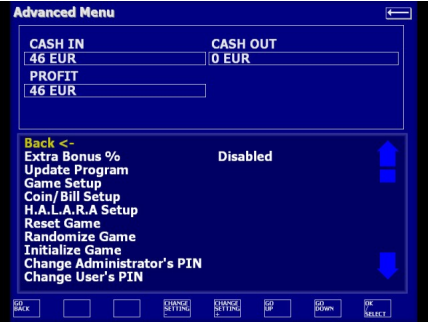 Advanced Menu
CASH IN CASH OUT
46 EUR 0 EUR
PROFIT
46 EUR
Back <-
Extra Bonus % Disabled
Update Program
Game Setup
Coin/Bill Setup
H.A.L.A.R.A Setup
Reset Game
Randomize Game
Initialize Game
Change Administrator's PIN
Change User's PIN
GO BACK
CHANGE SETTING -
CHANGE SETTING +
GO UP
GO DOWN
OK / SELECT